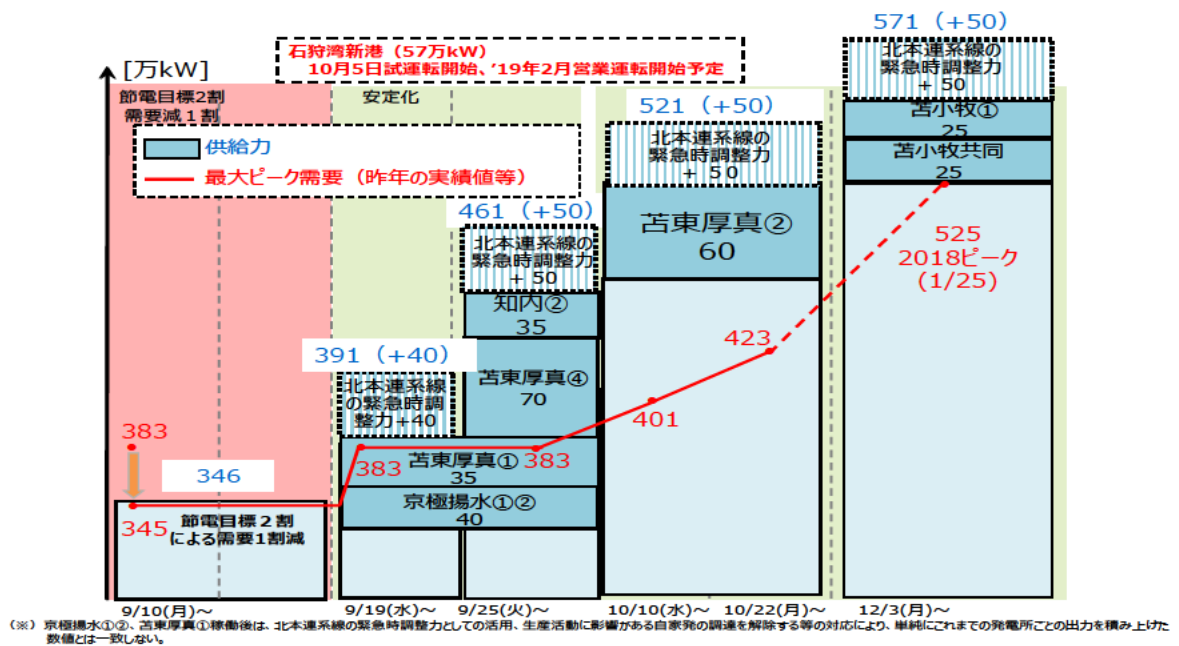 571（+50）
石狩湾新港（57万kW）
10月5日試運転開始、’19年2月営業運転開始予定
[万kW]
節電目標2割
需要減１割
安定化
供給力
最大ピーク需要（昨年の実績値等）
北本連系線の
緊急時調整力
+ 50
苫小牧①
25
苫小牧共同
25
521（+50）
北本連系線の
緊急時調整力
+ 50
苫東厚真②
60
461（+50）
北本連系線の
緊急時調整力
+ 50
知内②
35
苫東厚真④
70
391（+40）
北本連系線
の緊急時調
整力+40
苫東厚真①
35
京極揚水①②
40
383
346
345
節電目標２割
による需要1割減
383
383
401
423
525
2018ピーク
(1/25)
9/10(月)～
9/19(水)～
9/25(火)～
10/10(水)～
10/22(月)～
12/3(月)～
（※）京極揚水①②、苫東厚真①稼働後は、北本連系線の緊急時調整力としての活用、生産活動に影響がある自家発の調達を解除する等の対応により、単純にこれまでの発電所ごとの出力を積み上げた
数値とは一致しない。